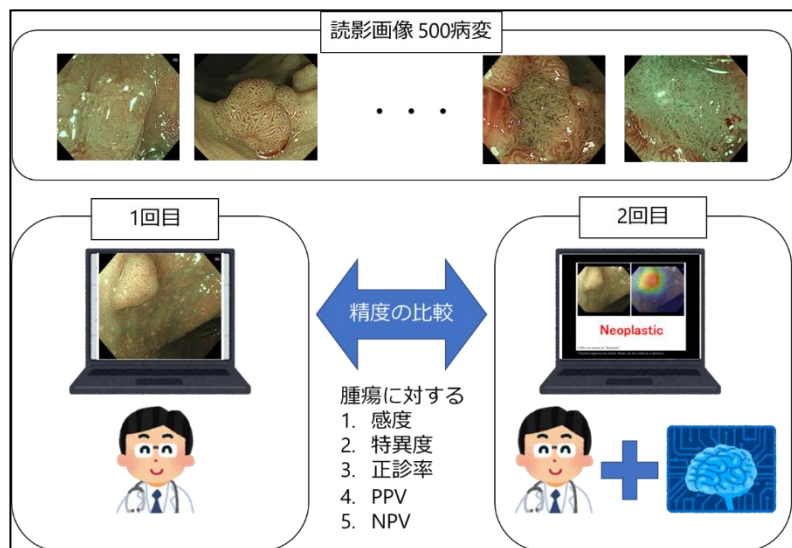 読影画像 500病変
1回目
2回目
Neoplastic
精度の比較
腫瘍に対する
1. 感度
2. 特異度
3. 正診率
4. PPV
5. NPV